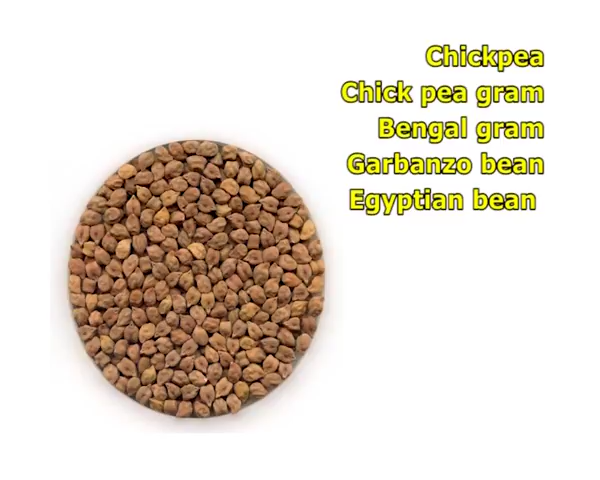 Chickpea
Chick pea gram
Bengal gram
Garbanzo bean
Egyptian bean